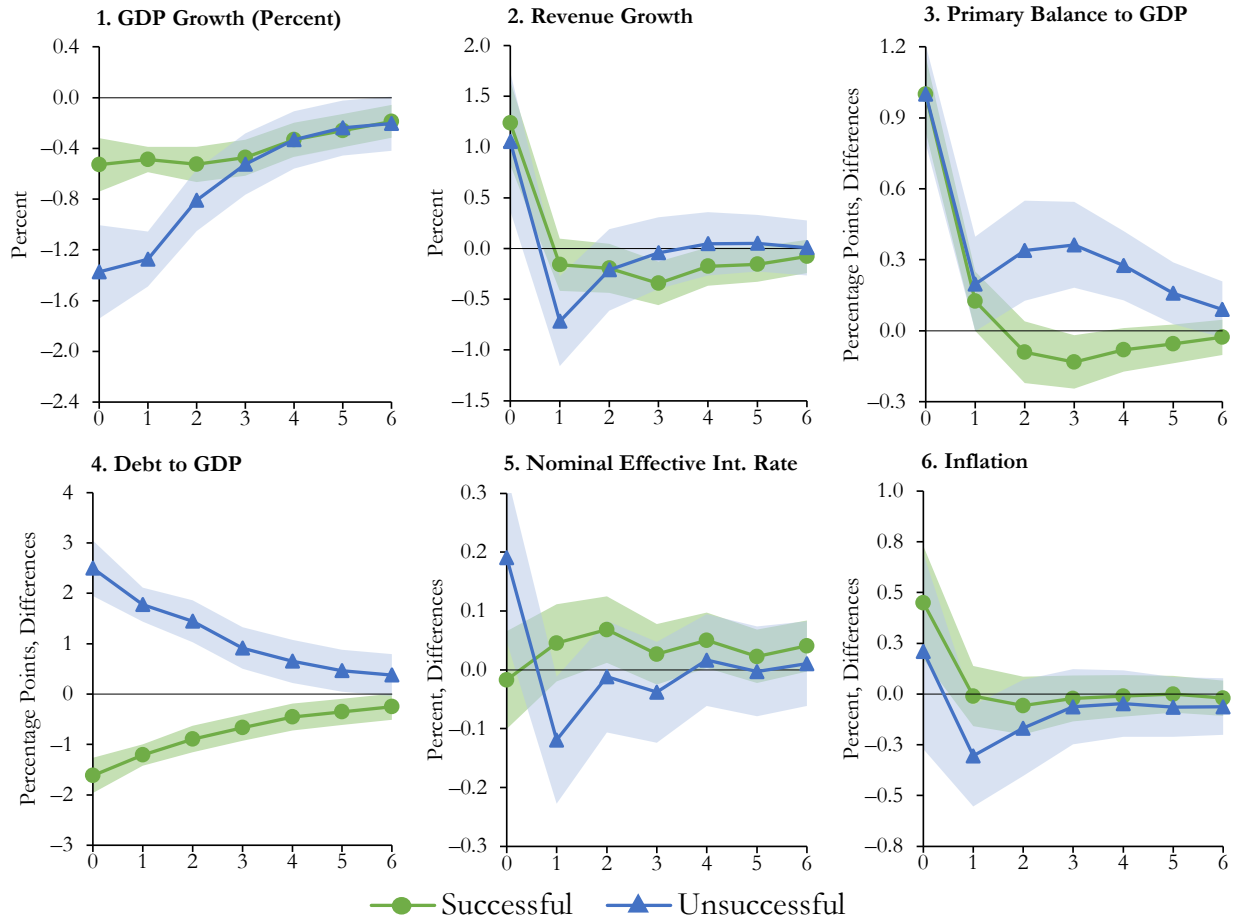 1. GDP Growth (Percent)
2. Revenue Growth
3. Primary Balance to GDP
Percent
0.4
0.0
–0.4
–0.8
–1.2
–1.6
–2.0
–2.4
0 1 2 3 4 5 6
Percent
2.0
1.5
1.0
0.5
0.0
–0.5
–1.0
–1.5
0 1 2 3 4 5 6
Percentage Points, Differences
1.2
0.9
0.6
0.3
0.0
–0.3
0 1 2 3 4 5 6
4. Debt to GDP
5. Nominal Effective Int. Rate
6. Inflation
Percentage Points, Differences
4
3
2
1
0
–1
–2
–3
0 1 2 3 4 5 6
Percent, Differences
0.3
0.2
0.1
0.0
–0.1
–0.2
–0.3
0 1 2 3 4 5 6
Percent, Differences
1.0
0.8
0.5
0.3
0.0
–0.3
–0.5
–0.8
0 1 2 3 4 5 6
Successful Unsuccessful